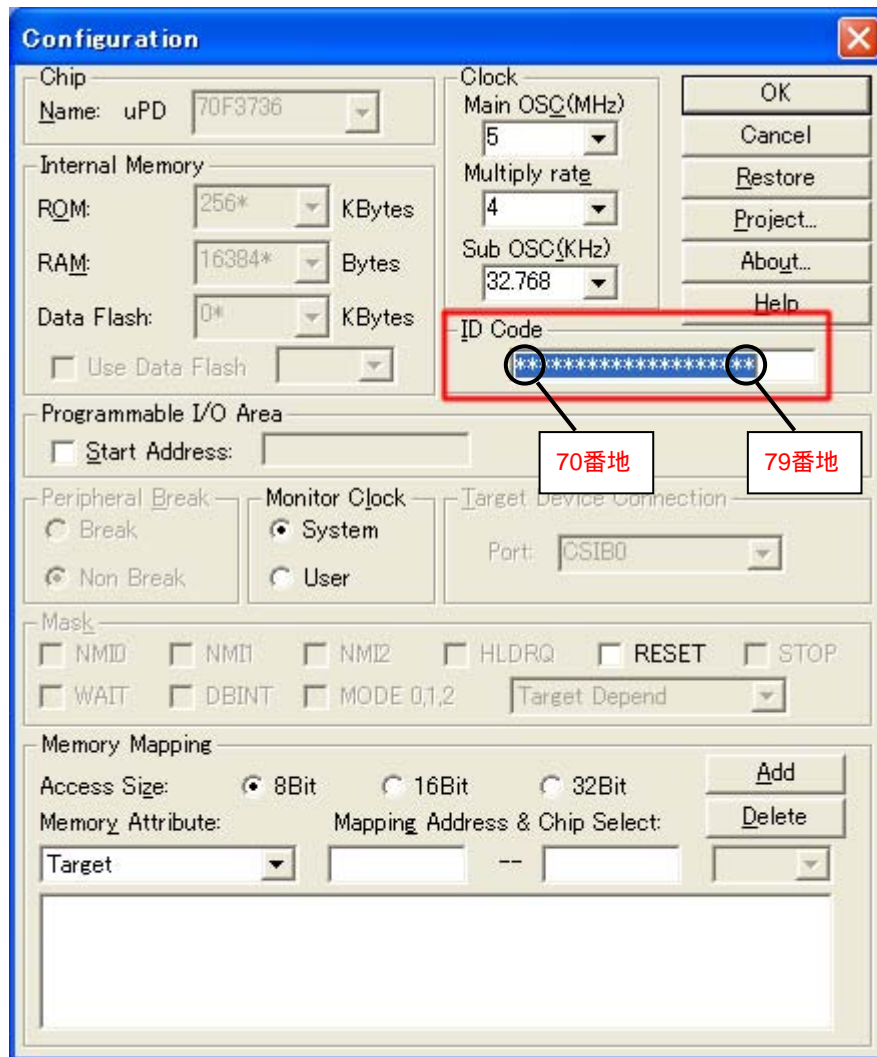 Configuration
Chip
Name: uPD 70F3736
Internal Memory
ROM: 256* KBytes
RAM: 16384* Bytes
Data Flash: 0* KBytes
Use Data Flash
Clock
Main OSC(MHz)
5
Multiply rate
4
Sub OSC(KHz)
32.768
OK
Cancel
Restore
Project...
About...
Help
ID Code
********************
70番地
79番地
Programmable I/O Area
Start Address:
Peripheral Break
Break
Non Break
Monitor Clock
System
User
Target Device Connection
Port: CSIB0
Mask
NMI0 NMI1 NMI2 HLDRQ RESET STOP
WAIT DBINT MODE 0,1,2 Target Depend
Memory Mapping
Access Size: 8Bit 16Bit 32Bit
Add
Memory Attribute: Mapping Address & Chip Select:
Delete
Target --